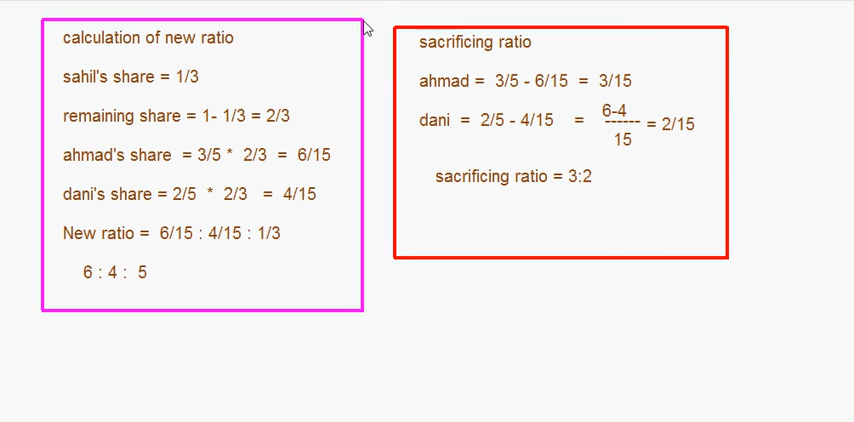 calculation of new ratio
sahil's share = 1/3
remaining share = 1- 1/3 = 2/3
ahmad's share = 3/5 * 2/3 = 6/15
dani's share = 2/5 * 2/3 = 4/15
New ratio = 6/15 : 4/15 : 1/3
6 : 4 : 5
sacrificing ratio
ahmad = 3/5 - 6/15 = 3/15
dani = 2/5 - 4/15 = 6-4
------ = 2/15
15
sacrificing ratio = 3:2